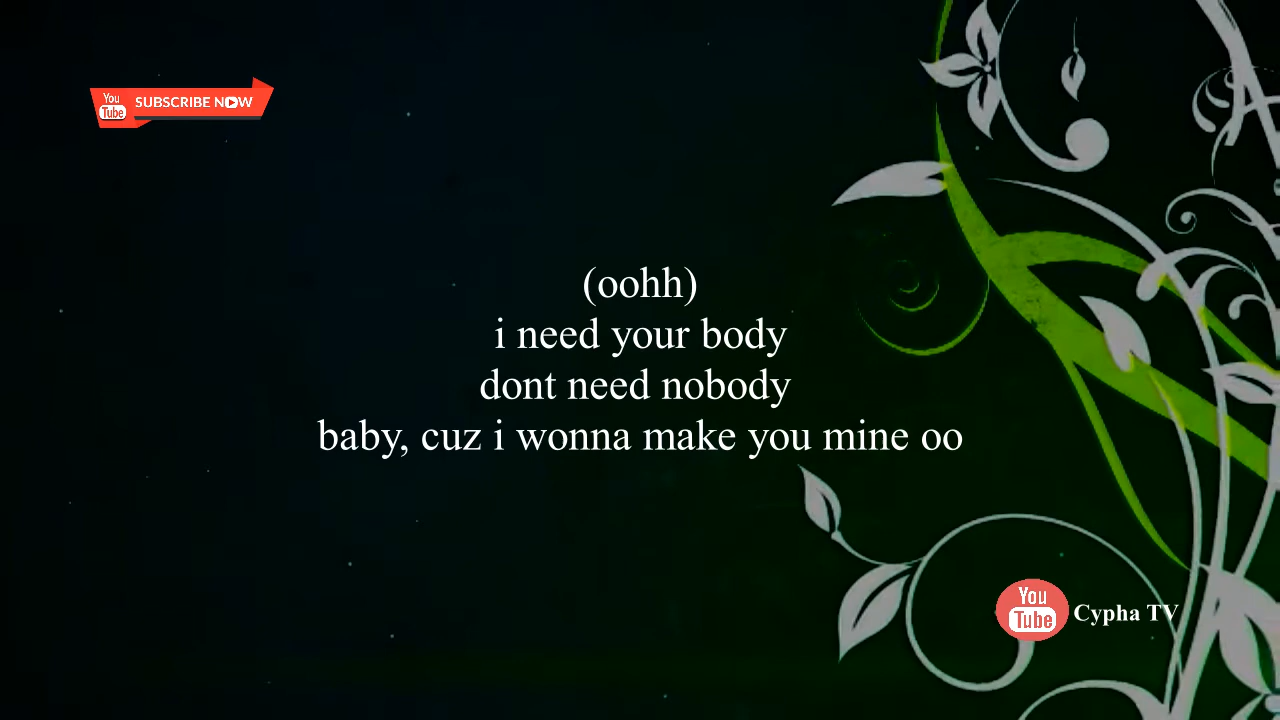 You
Tube
SUBSCRIBE NOW
(oohh)
i need your body
dont need nobody
baby, cuz i wonna make you mine oo
You
Tube
Cypha TV